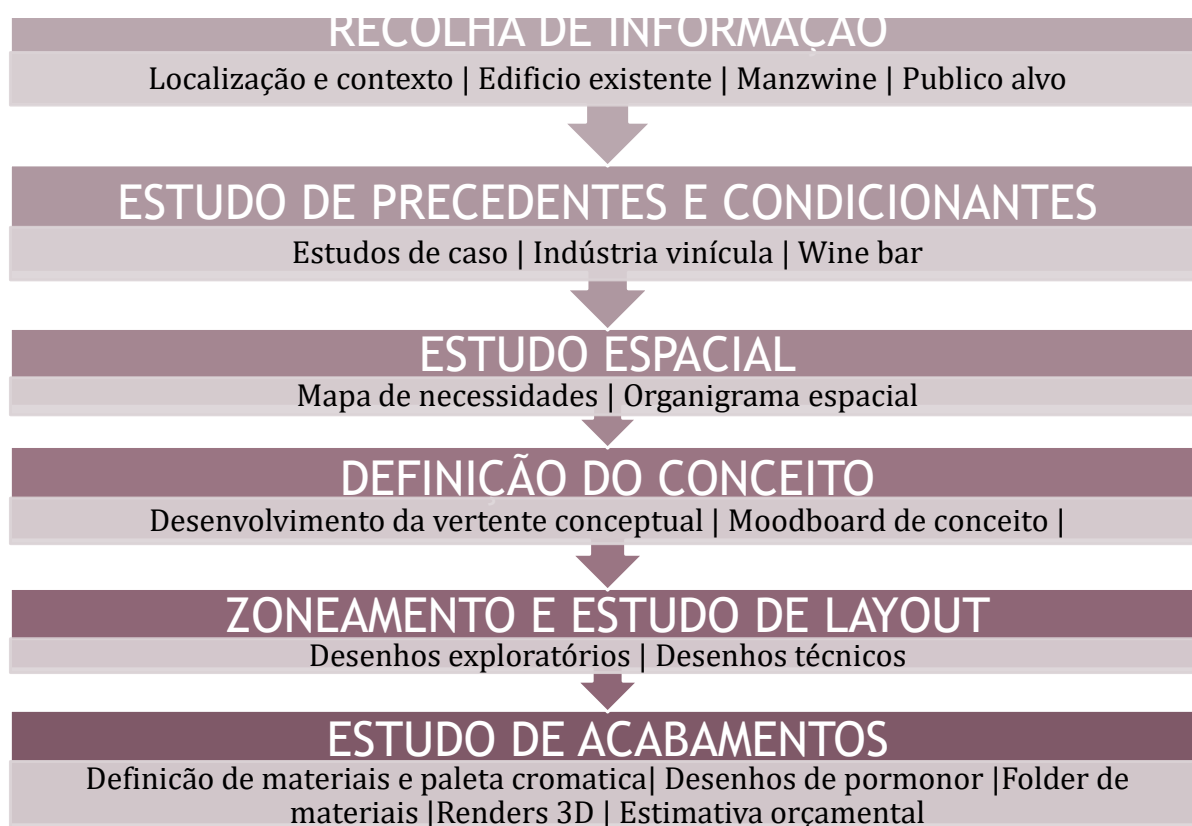 RECOLHA DE INFORMAÇÃO
Localização e contexto | Edificio existente | Manzwine | Publico alvo
ESTUDO DE PRECEDENTES E CONDICIONANTES
Estudos de caso | Indústria vinícula | Wine bar
ESTUDO ESPACIAL
Mapa de necessidades | Organigrama espacial
DEFINIÇÃO DO CONCEITO
Desenvolvimento da vertente conceptual | Moodboard de conceito |
ZONEAMENTO E ESTUDO DE LAYOUT
Desenhos exploratórios | Desenhos técnicos
ESTUDO DE ACABAMENTOS
Definicão de materiais e paleta cromatica| Desenhos de pormonor |Folder de
materiais |Renders 3D | Estimativa orçamental